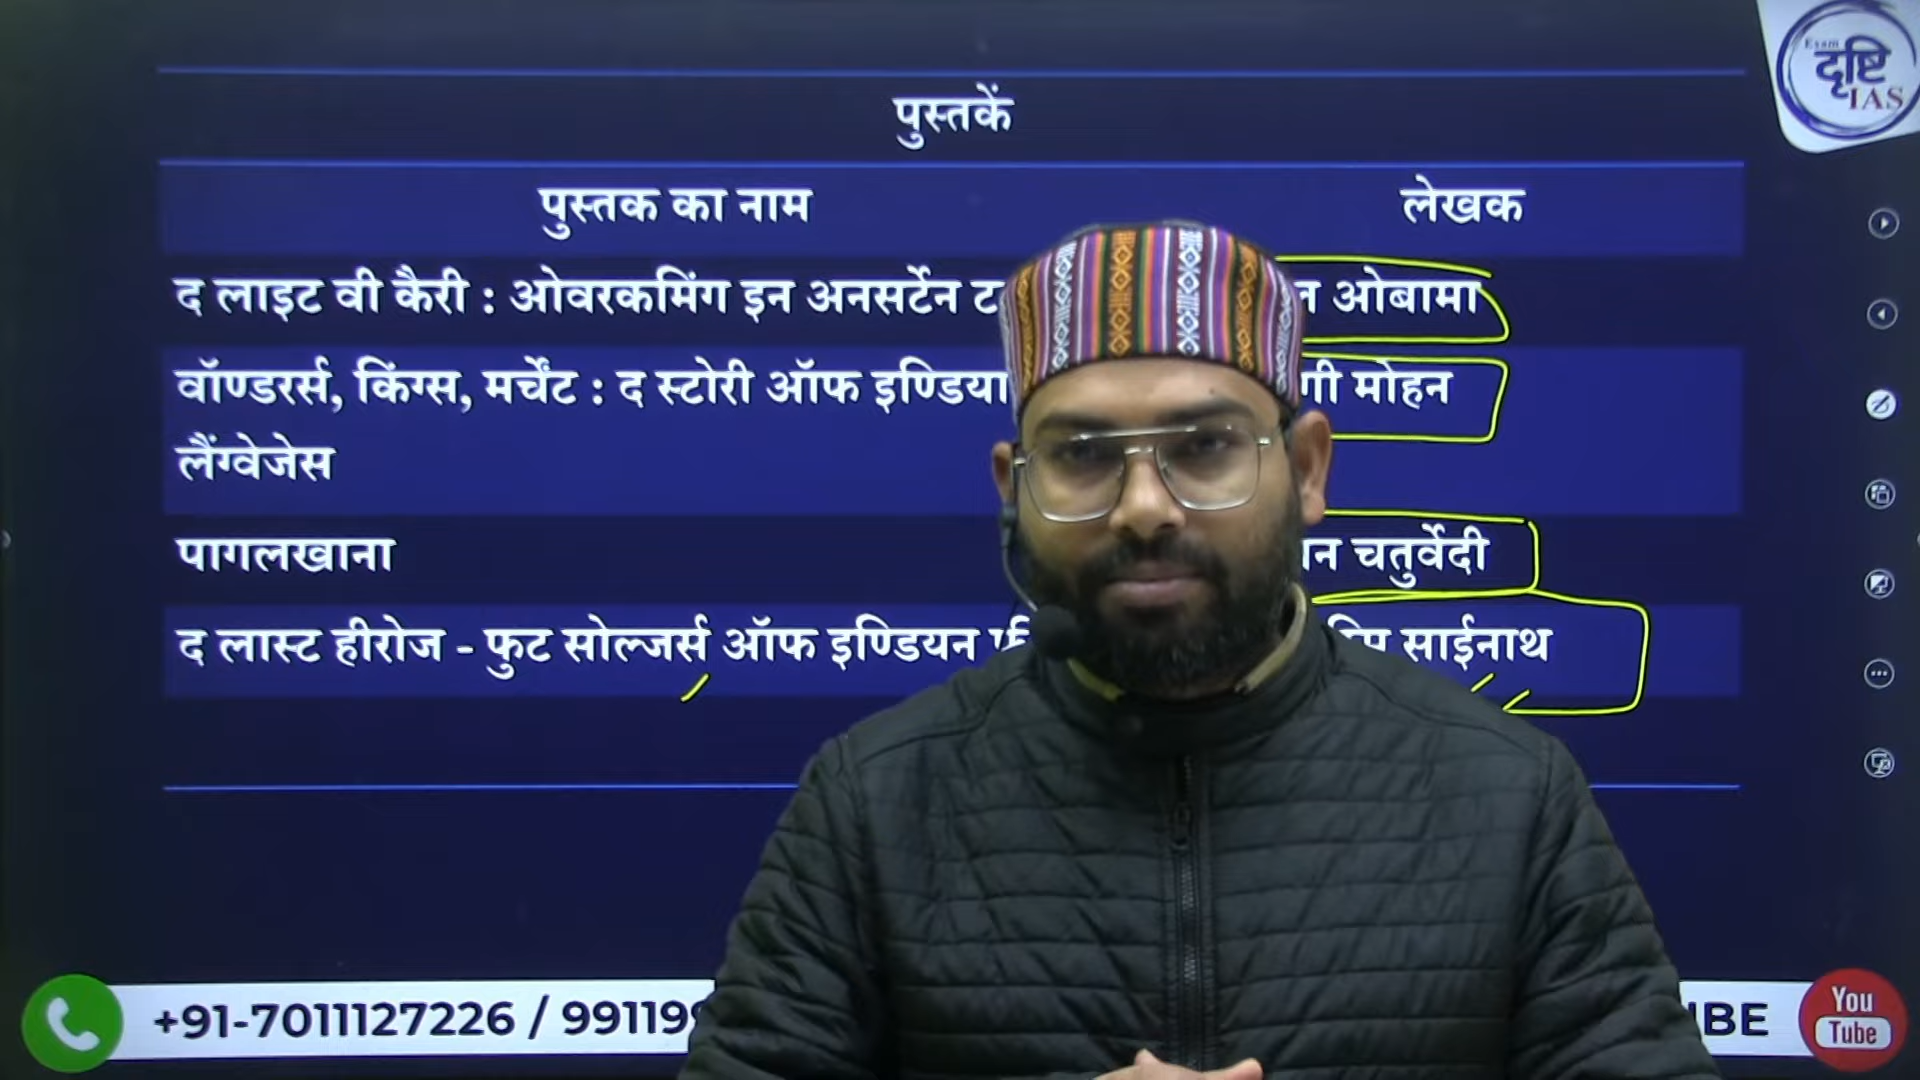 Exam
दृष्टि
IAS
पुस्तकें
पुस्तक का नाम लेखक
द लाइट वी कैरी : ओवरकमिंग इन अनसर्टेन ओबामा
वॉण्डरर्स, किंग्स, मर्चेंट : द स्टोरी ऑफ इण्डिया मोहन
लैंग्वेजेस
पागलखाना चतुर्वेदी
द लास्ट हीरोज - फुट सोल्जर्स ऑफ इण्डियन साईनाथ
+91-7011127226 / 99119
You
Tube